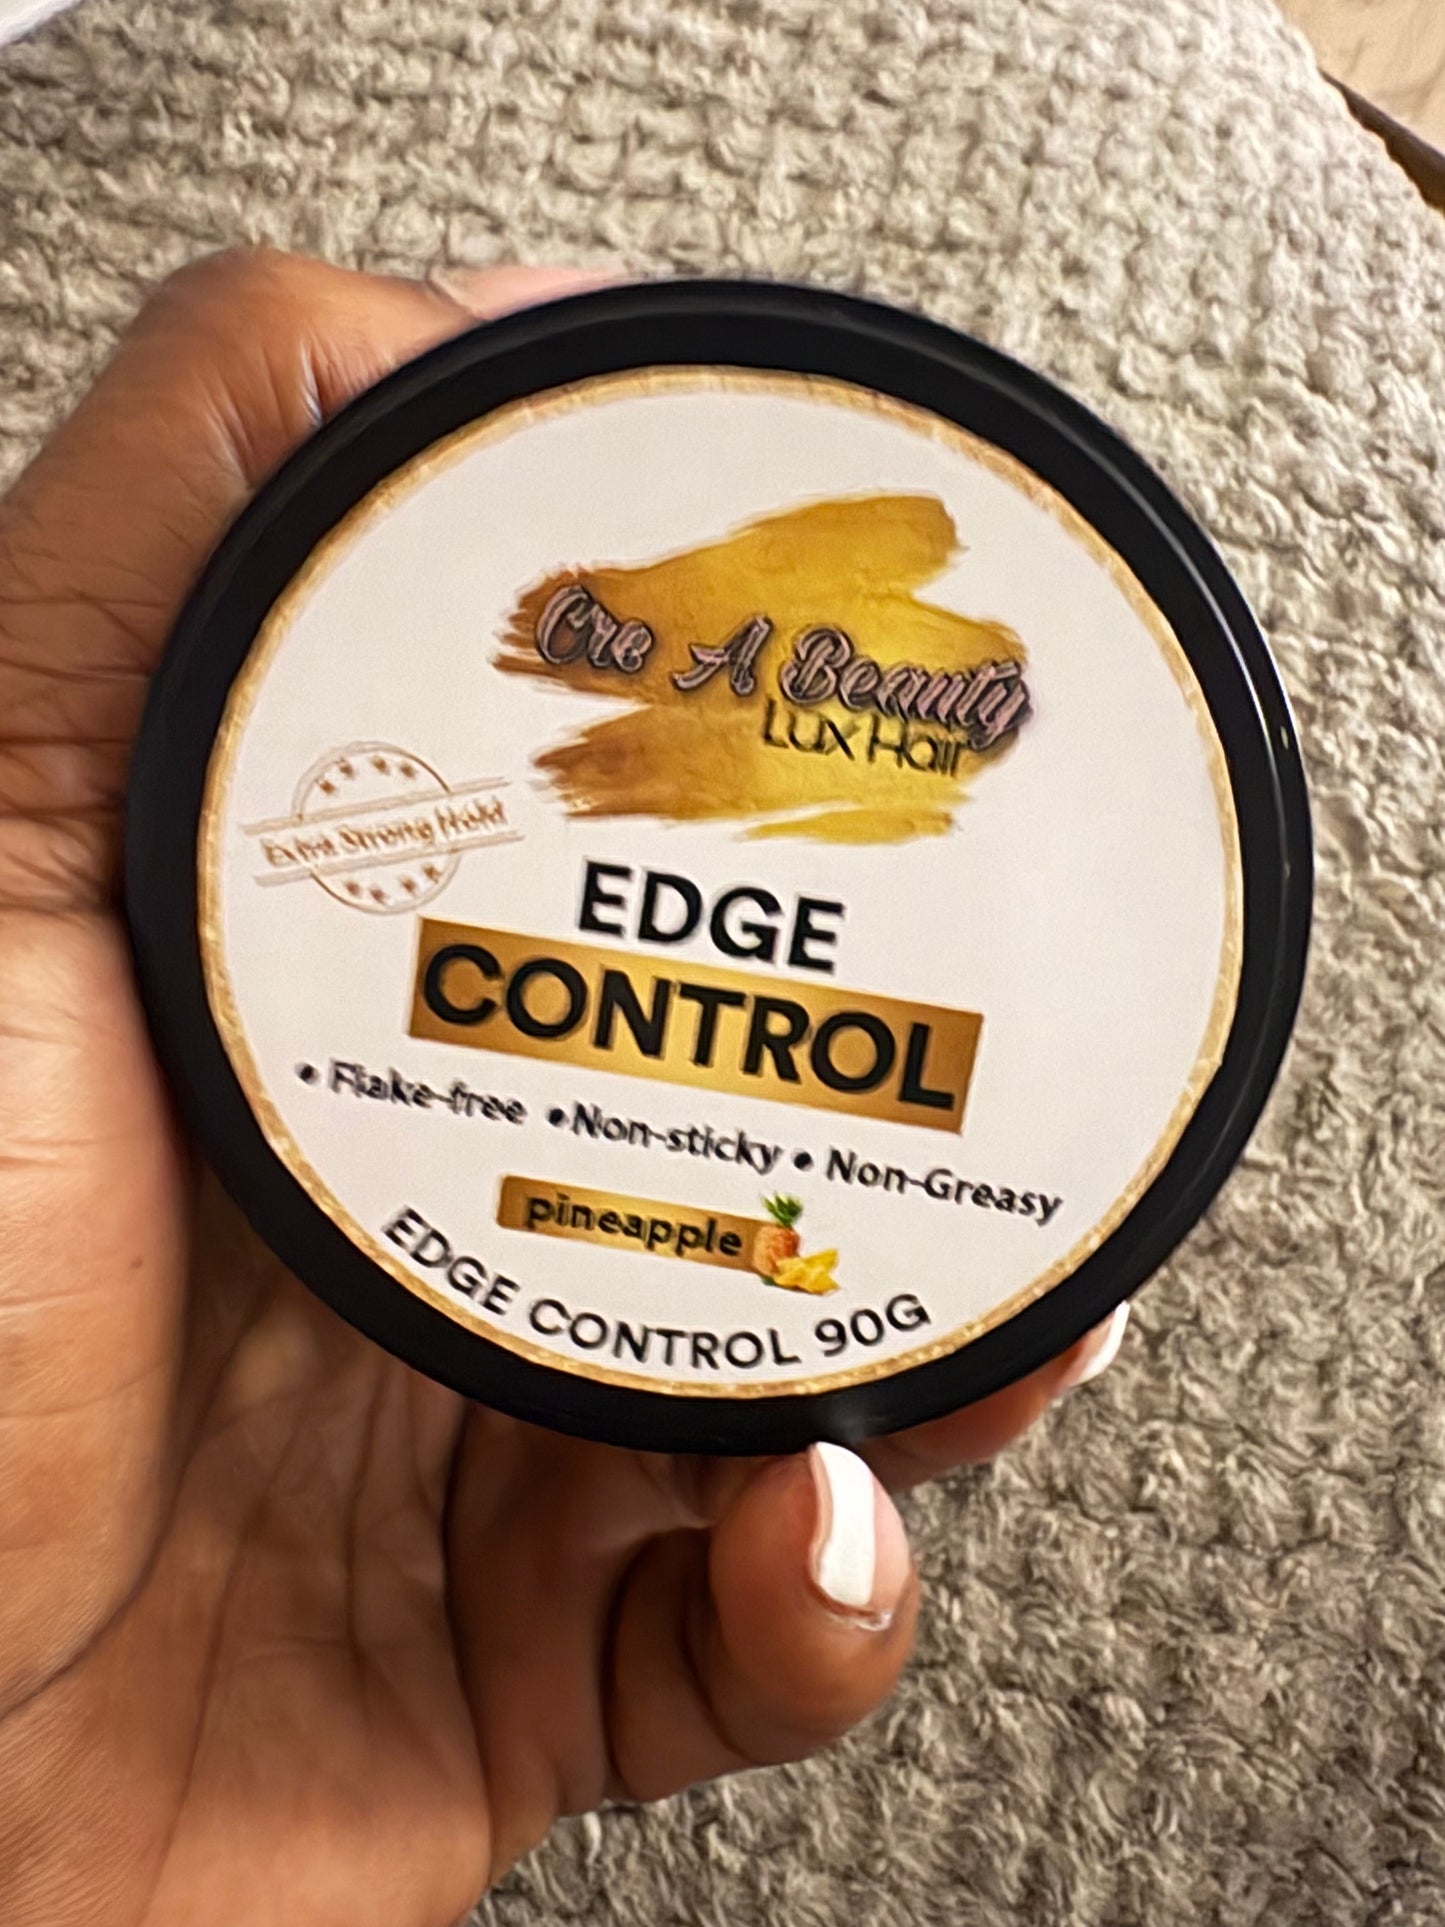 Cre A Beauty
Lux Hair
Extra Strong Hold
EDGE
CONTROL
• Flake-free • Non-sticky • Non-Greasy
pineapple
EDGE CONTROL 90G